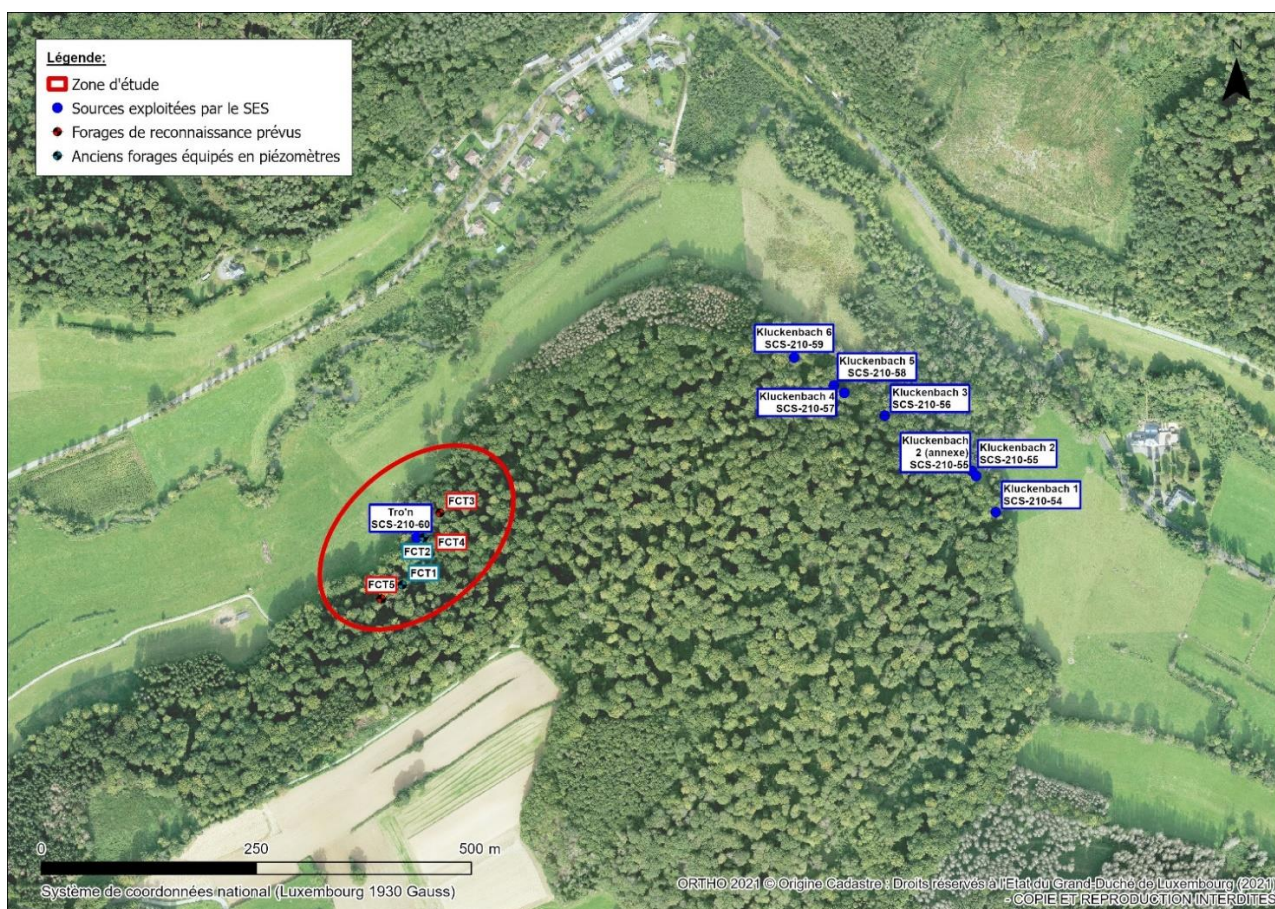 Légende:
Zone d'étude
Sources exploitées par le SES
Forages de reconnaissance prévus
Anciens forages équipés en piézomètres
N
Kluckenbach 6
SCS-210-59
Kluckenbach 5
SCS-210-58
Kluckenbach 4
SCS-210-57
Kluckenbach 3
SCS-210-56
Kluckenbach
2 (annexe)
SCS-210-55
Kluckenbach 2
SCS-210-55
Kluckenbach 1
SCS-210-54
FCT3
Tro'n
SCS-210-60
FCT4
FCT2
FCT1
FCT5
0 250 500 m
Système de coordonnées national (Luxembourg 1930 Gauss)
ORTHO 2021 © Origine Cadastre : Droits réservés à l'Etat du Grand-Duché de Luxembourg (2021)
- COPIE ET REPRODUCTION INTERDITES